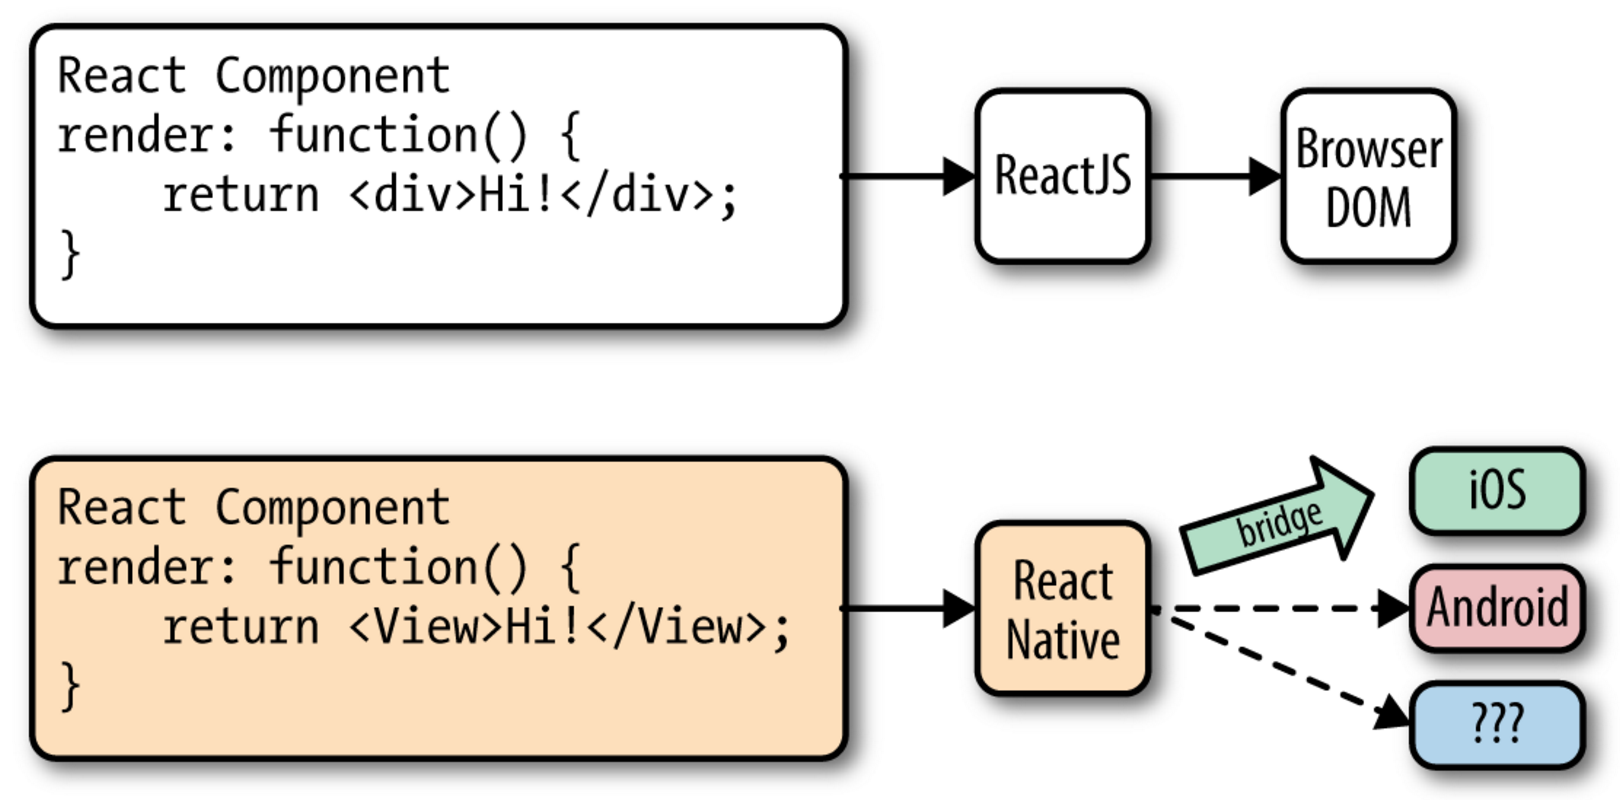 React Component
render: function() {
    return <div>Hi!</div>;
}
ReactJS
Browser
DOM
React Component
render: function() {
    return <View>Hi!</View>;
}
React
Native
bridge
iOS
Android
???